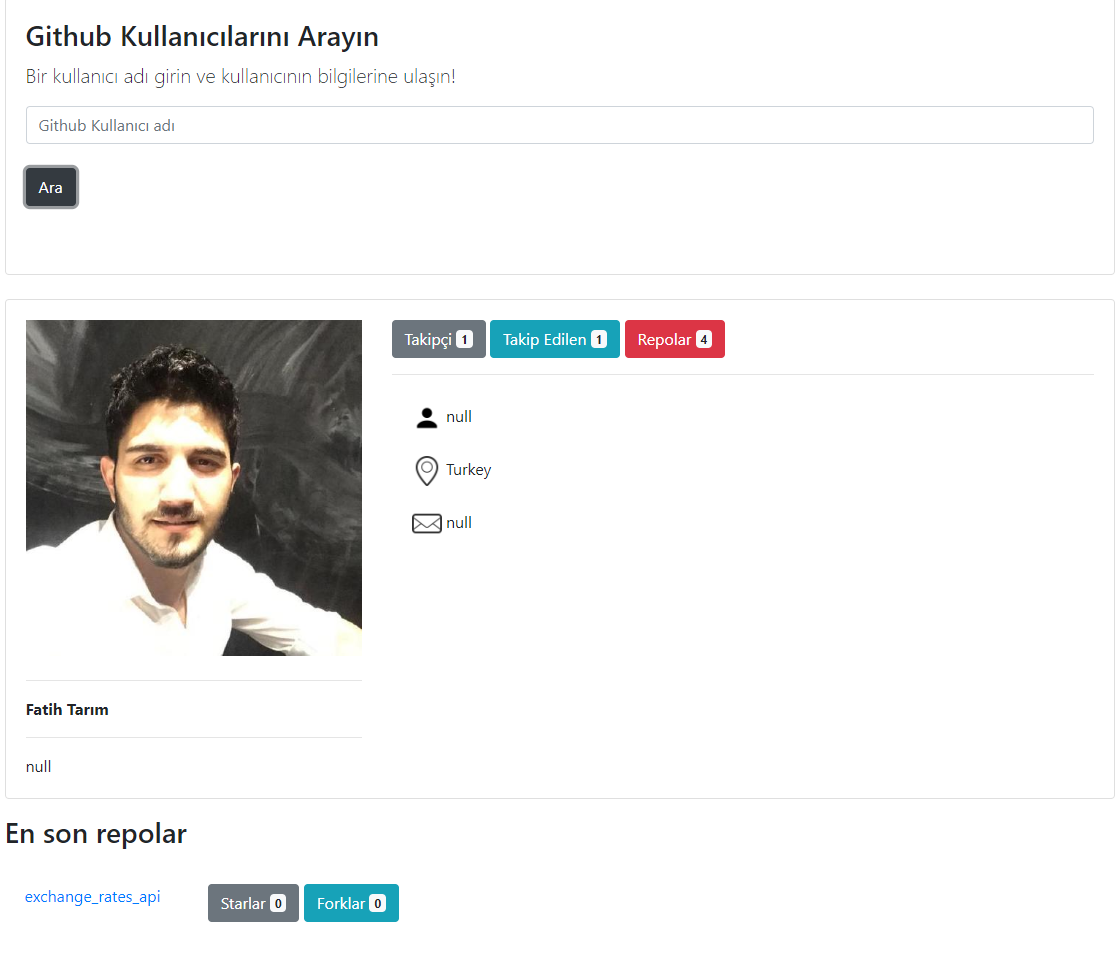 Github Kullanıcılarını Arayın
Bir kullanıcı adı girin ve kullanıcının bilgilerine ulaşın!
Github Kullanıcı adı
Ara
Takipçi 1 Takip Edilen 1 Repolar 4
null
Turkey
null
Fatih Tarım
null
En son repolar
exchange_rates_api Starlar 0 Forklar 0